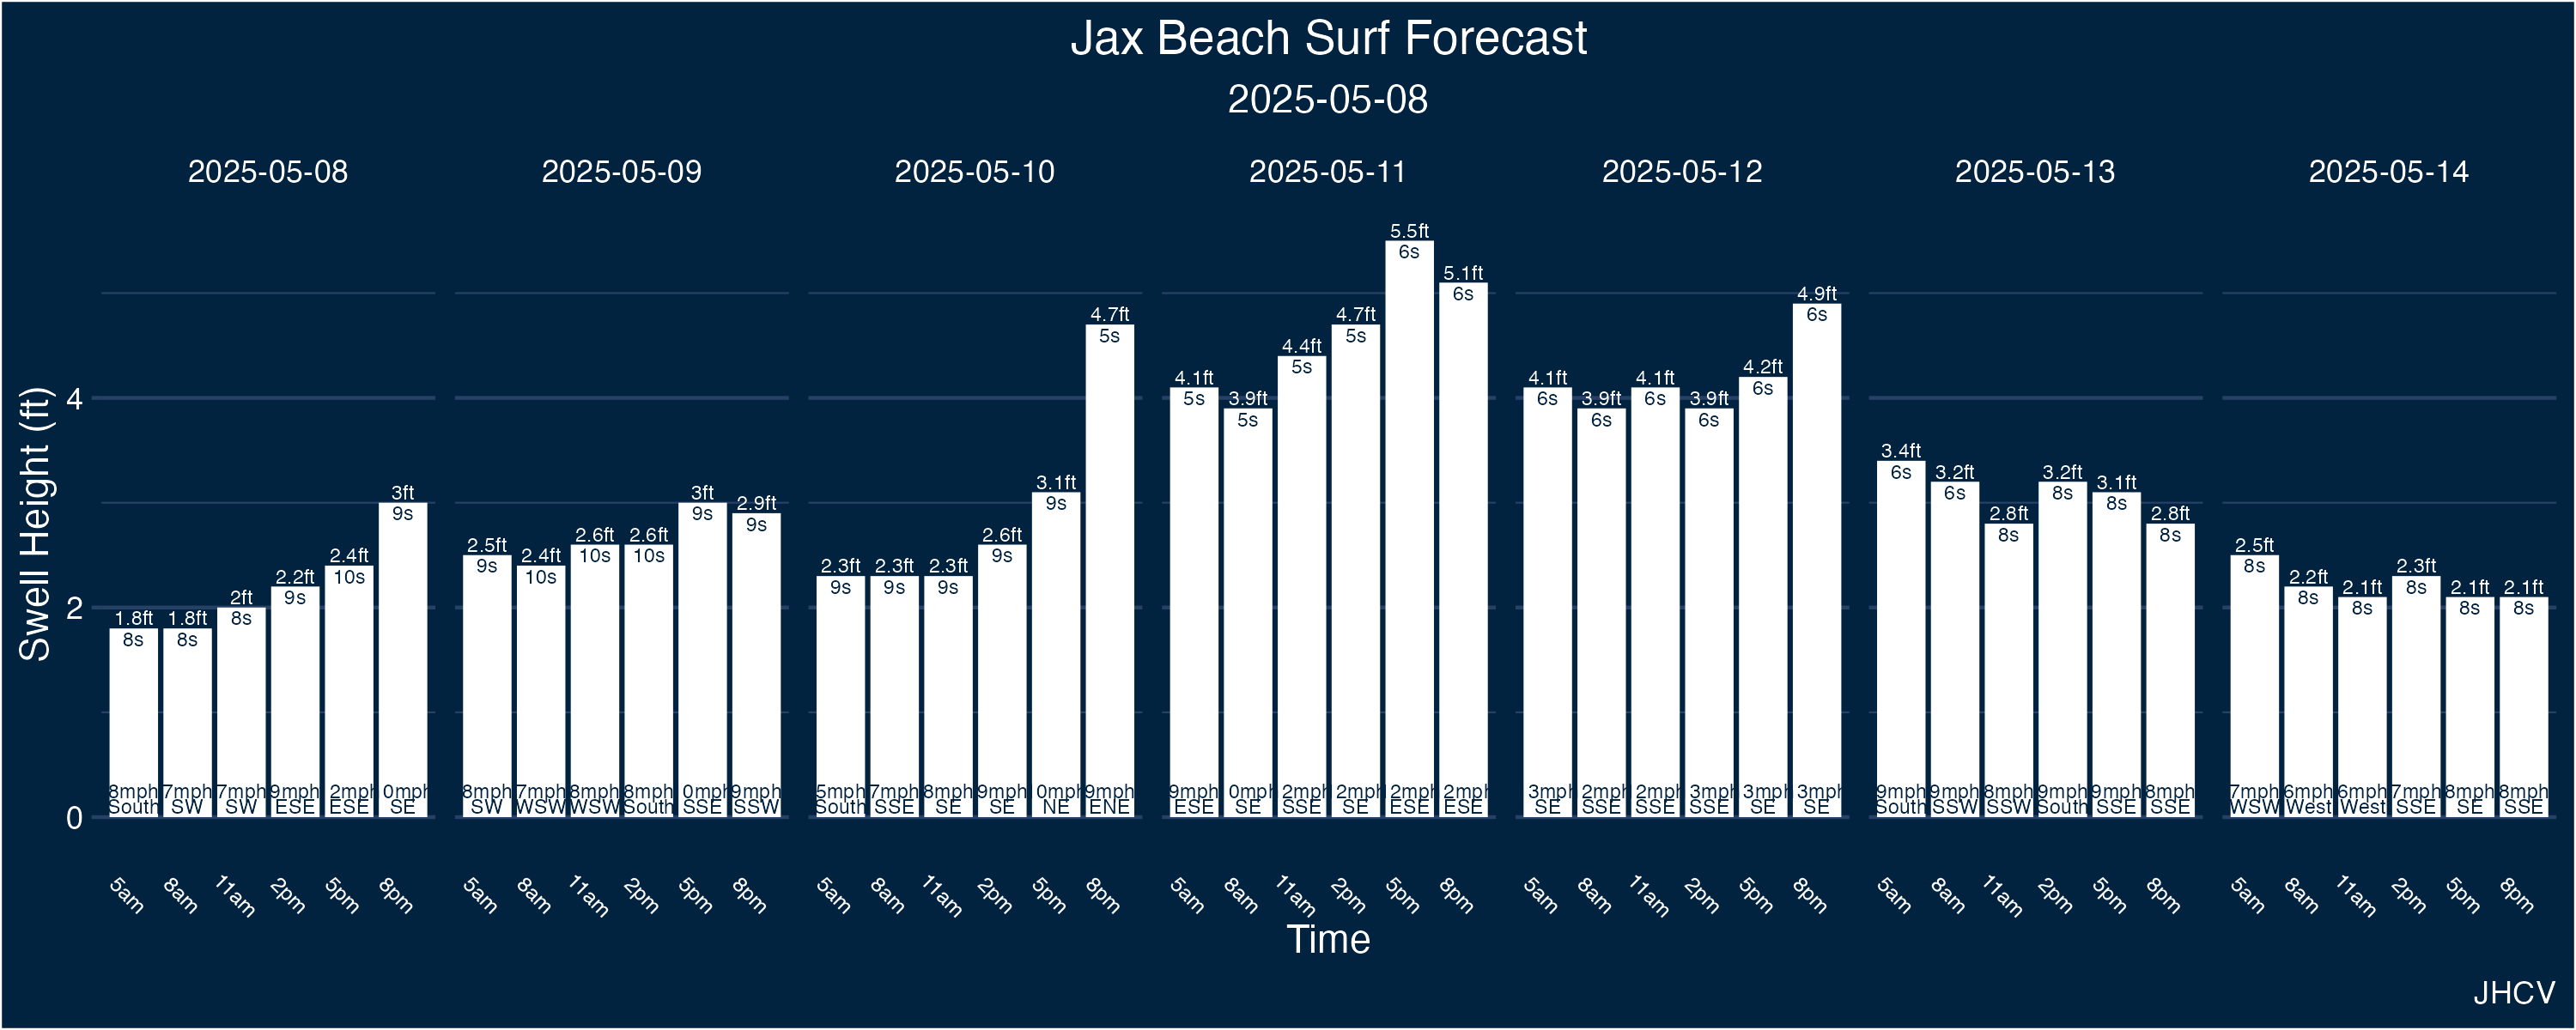 Jax Beach Surf Forecast
2025-05-08
2025-05-08 2025-05-09 2025-05-10 2025-05-11 2025-05-12 2025-05-13 2025-05-14
Swell Height (ft)
4
2
0
1.8ft 1.8ft 2ft 2.2ft 2.4ft 3ft
8s 8s 8s 9s 10s 9s
8mph 7mph 7mph 9mph 2mph 0mph
South SW SW ESE ESE SE
5am 8am 11am 2pm 5pm 8pm
2.5ft 2.4ft 2.6ft 2.6ft 3ft 2.9ft
9s 10s 10s 10s 9s 9s
8mph 7mph 8mph 8mph 0mph 9mph
SW WSW WSW South SSE SSW
5am 8am 11am 2pm 5pm 8pm
2.3ft 2.3ft 2.3ft 2.6ft 3.1ft 4.7ft
9s 9s 9s 9s 9s 5s
5mph 7mph 8mph 9mph 0mph 9mph
South SSE SE SE NE ENE
5am 8am 11am 2pm 5pm 8pm
4.1ft 3.9ft 4.4ft 4.7ft 5.5ft 5.1ft
5s 5s 5s 5s 6s 6s
9mph 0mph 2mph 2mph 2mph 2mph
ESE SE SSE SE ESE ESE
5am 8am 11am 2pm 5pm 8pm
4.1ft 3.9ft 4.1ft 3.9ft 4.2ft 4.9ft
6s 6s 6s 6s 6s 6s
3mph 2mph 2mph 3mph 3mph 3mph
SE SSE SSE SSE SE SE
5am 8am 11am 2pm 5pm 8pm
3.4ft 3.2ft 2.8ft 3.2ft 3.1ft 2.8ft
6s 6s 8s 8s 8s 8s
9mph 9mph 8mph 9mph 9mph 8mph
South SSW SSW South SSE SSE
5am 8am 11am 2pm 5pm 8pm
2.5ft 2.2ft 2.1ft 2.3ft 2.1ft 2.1ft
8s 8s 8s 8s 8s 8s
7mph 6mph 6mph 7mph 8mph 8mph
WSW West West SSE SE SSE
5am 8am 11am 2pm 5pm 8pm
Time
JHCV